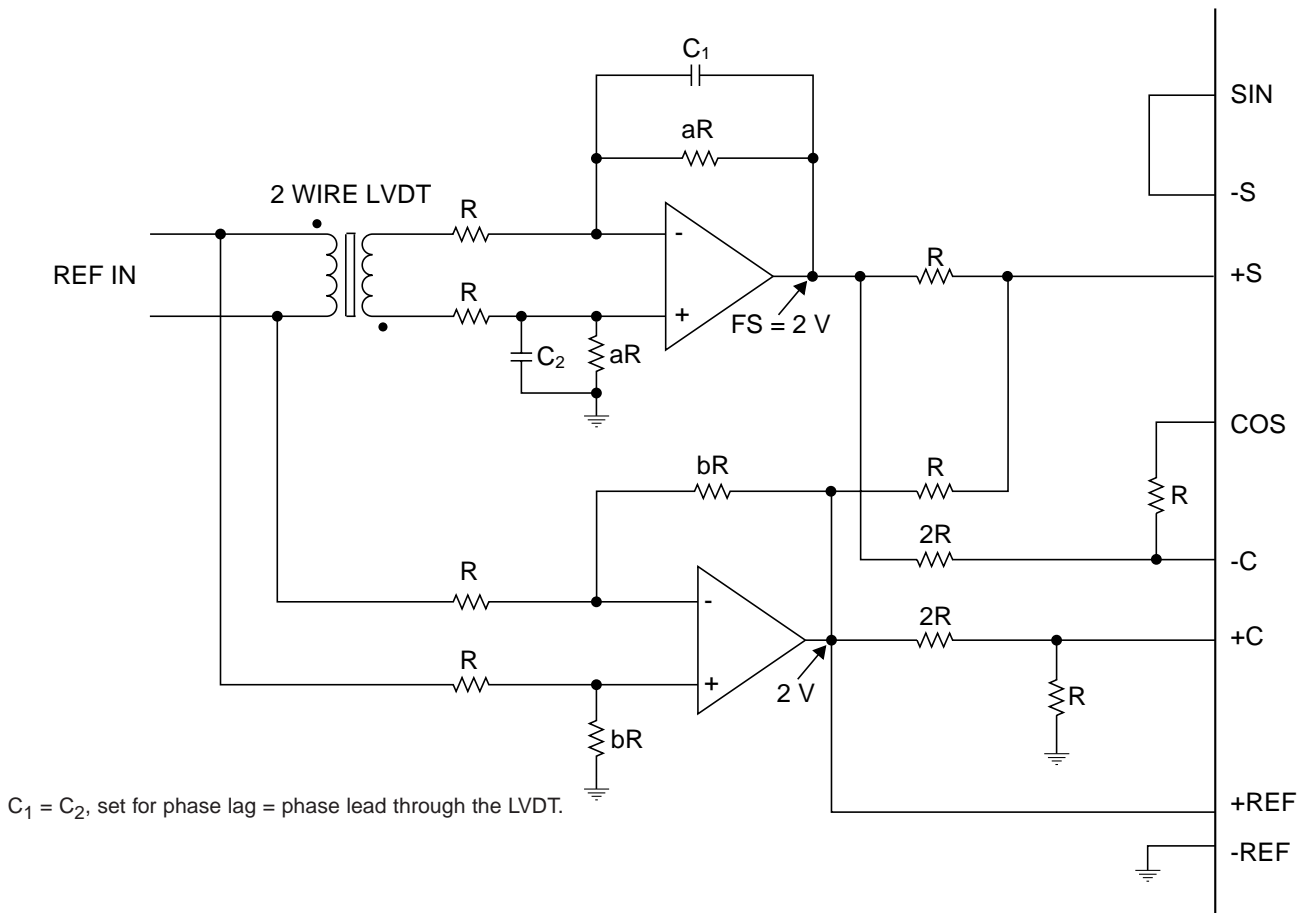 C1
SIN
aR
-S
2 WIRE LVDT
R
-
REF IN
R
+S
R
+
FS = 2 V
C2
aR
COS
bR
R
R
2R
-C
R
-
2R
+C
R
+
2 V
R
bR
C1 = C2, set for phase lag = phase lead through the LVDT.
+REF
-REF